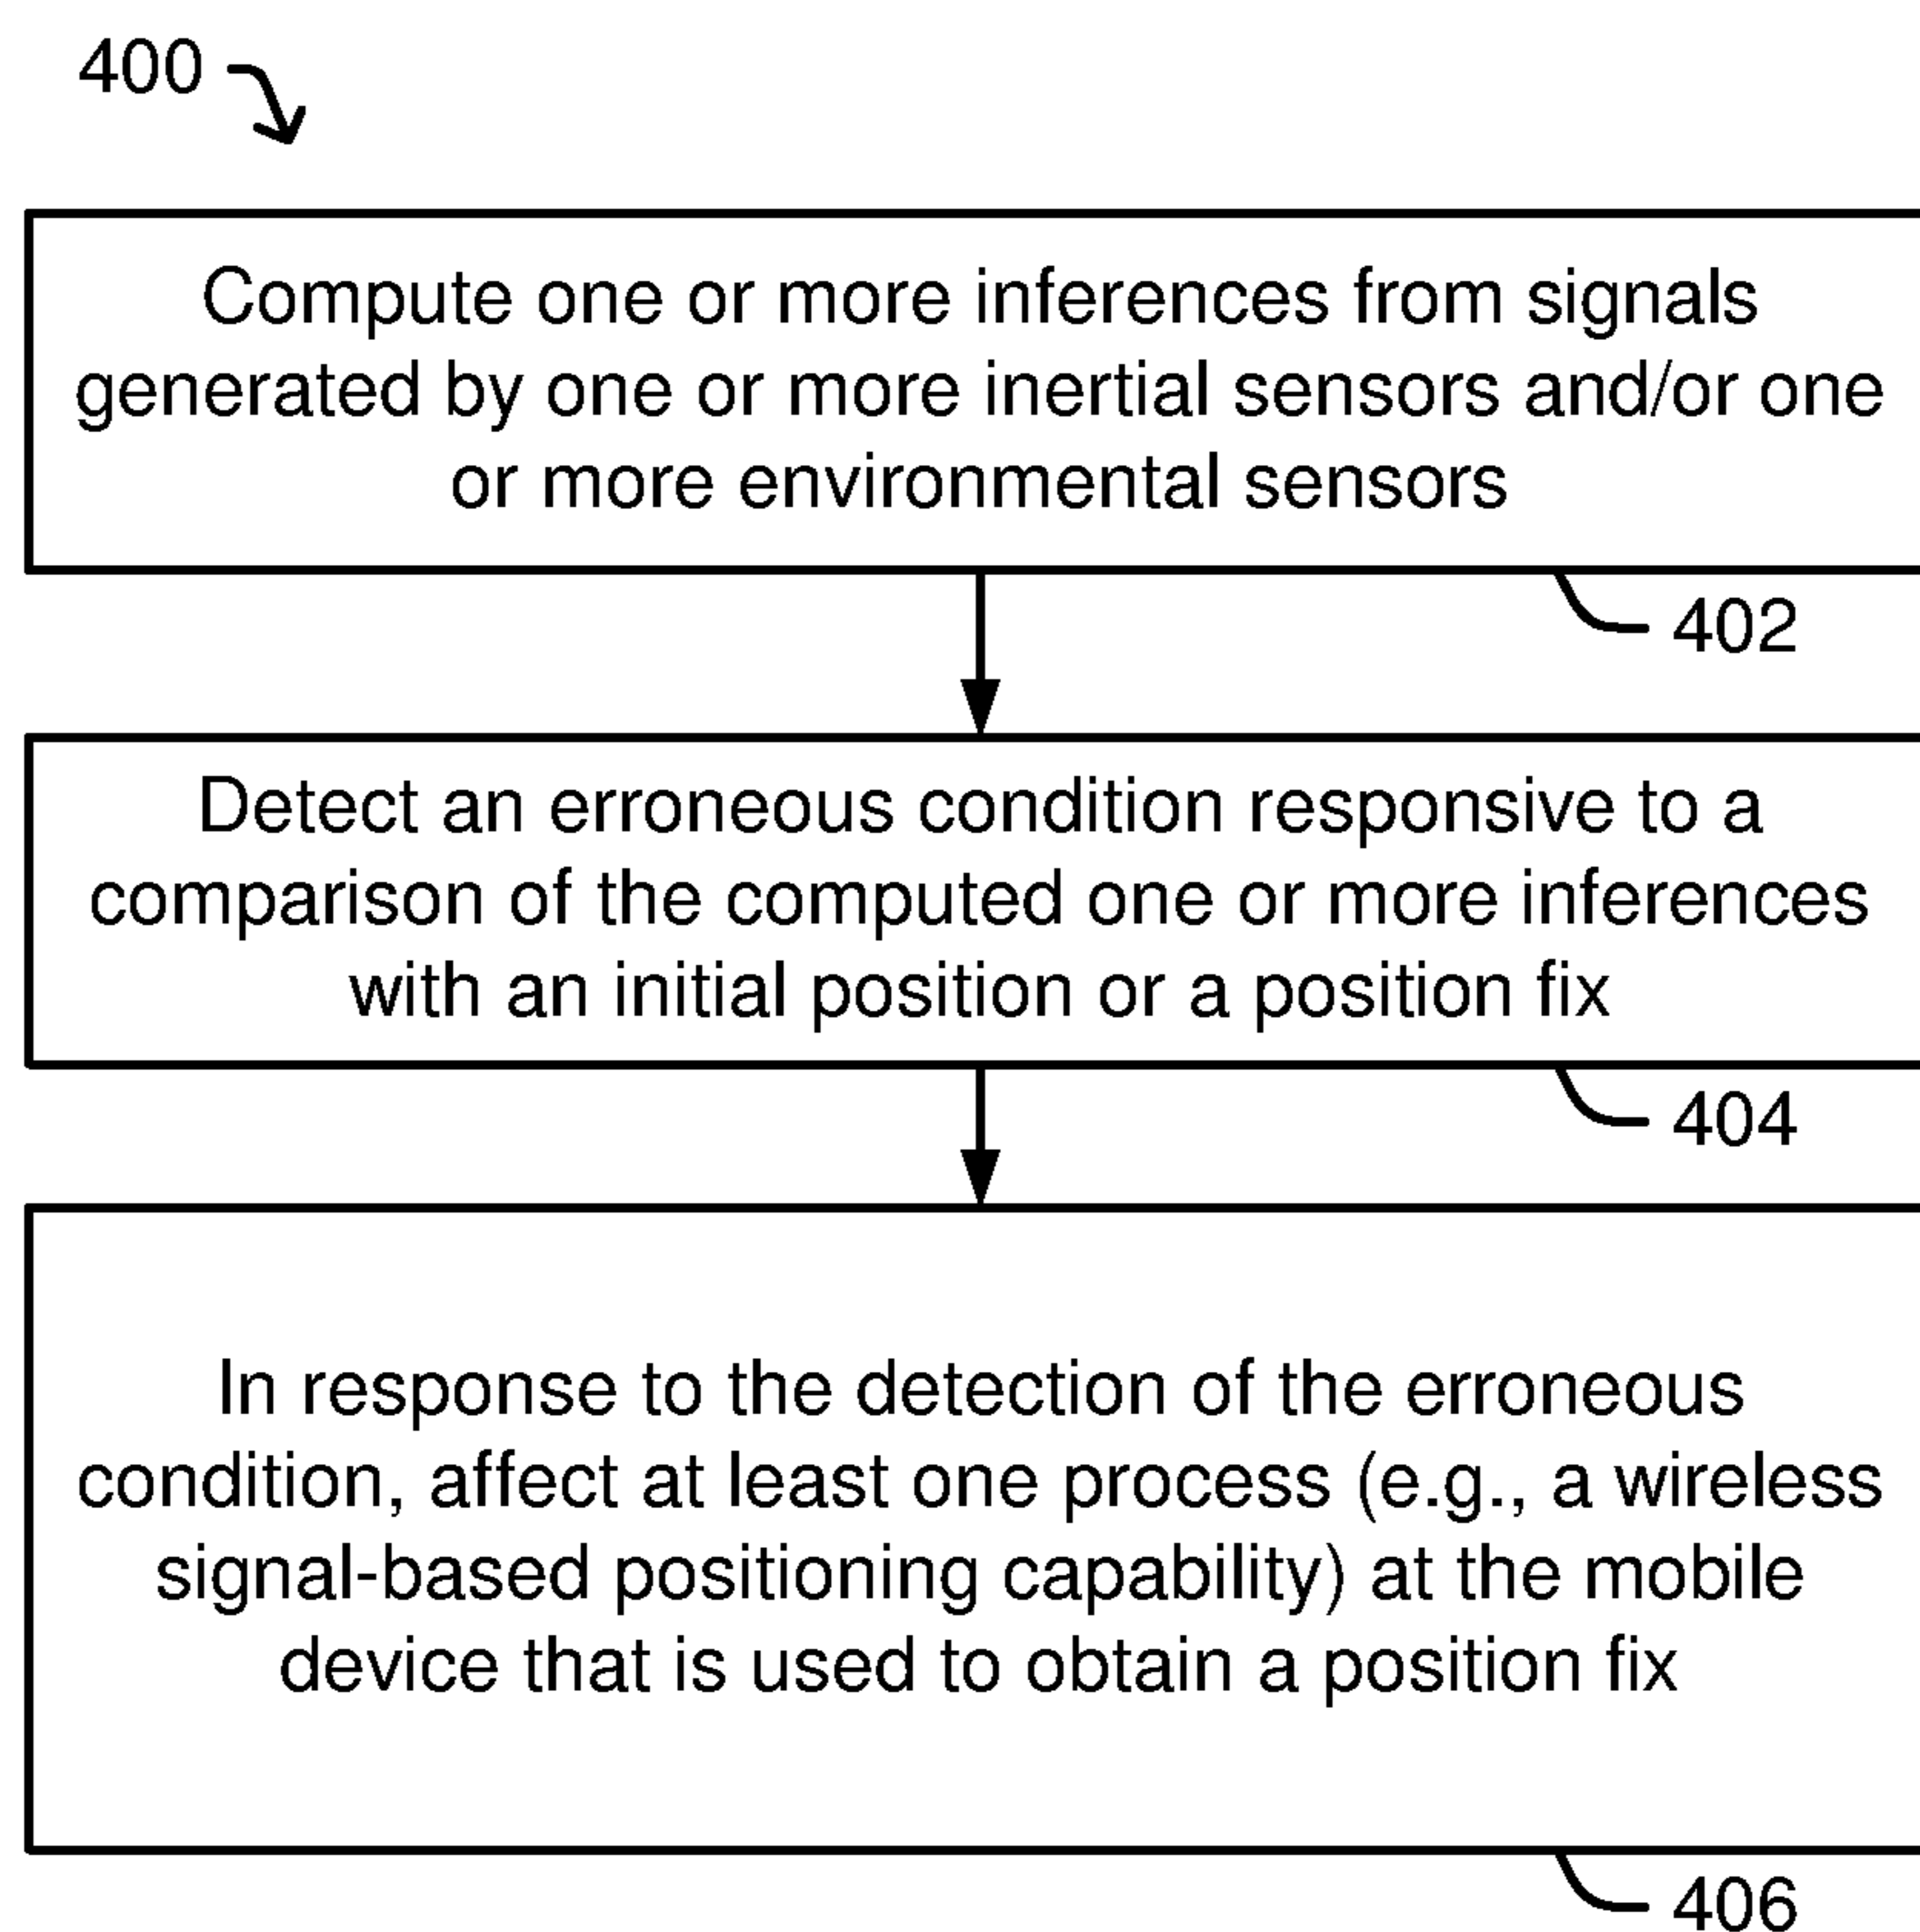 400
Compute one or more inferences from signals
generated by one or more inertial sensors and/or one
or more environmental sensors
402
Detect an erroneous condition responsive to a
comparison of the computed one or more inferences
with an initial position or a position fix
404
In response to the detection of the erroneous
condition, affect at least one process (e.g., a wireless
signal-based positioning capability) at the mobile
device that is used to obtain a position fix
406